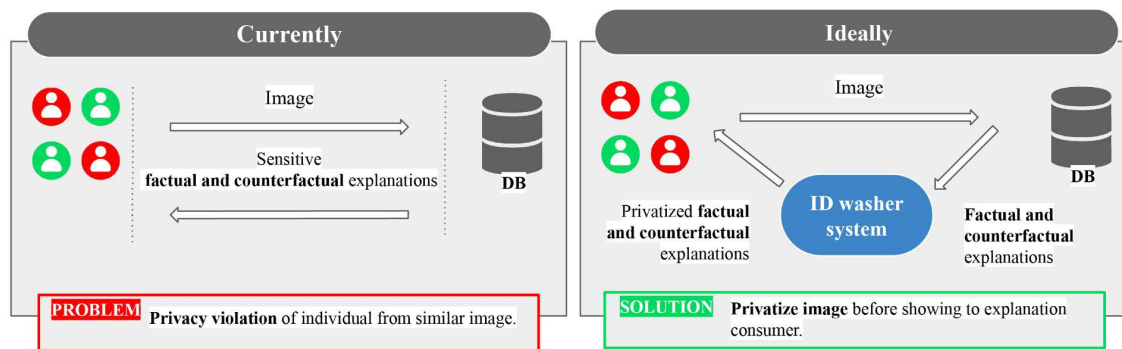 Currently
Image
Sensitive
factual and counterfactual explanations
DB
PROBLEM
Privacy violation of individual from similar image.
Ideally
Image
DB
ID washer
system
Privatized factual
and counterfactual
explanations
Factual and
counterfactual
explanations
SOLUTION
Privatize image before showing to explanation
consumer.